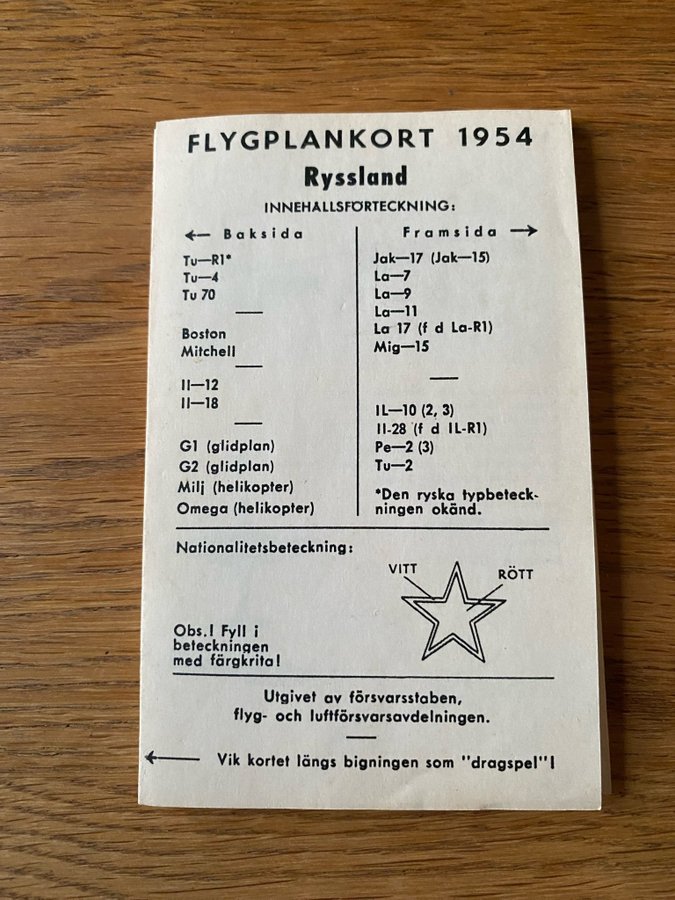 FLYGPLANKORT 1954
Ryssland
INNEHALLSFÖRTECKNING:
← Baksida
Tu—R1*
Tu—4
Tu 70
Boston
Mitchell
Il—12
Il—18
G1 (glidplan)
G2 (glidplan)
Milj (helikopter)
Omega (helikopter)
Framsida →
Jak—17 (Jak—15)
La—7
La—9
La—11
La 17 (f d La-R1)
Mig—15
IL—10 (2, 3)
Il-28 (f d IL-R1)
Pe—2 (3)
Tu—2
*Den ryska typbeteck-
ningen okänd.
Nationalitetsbeteckning:
VITT
RÖTT
Obs.! Fyll i
beteckningen
med färgkrita!
Utgivet av försvarsstaben,
flyg- och luftförsvarsavdelningen.
← Vik kortet längs bigningen som "dragspel"!